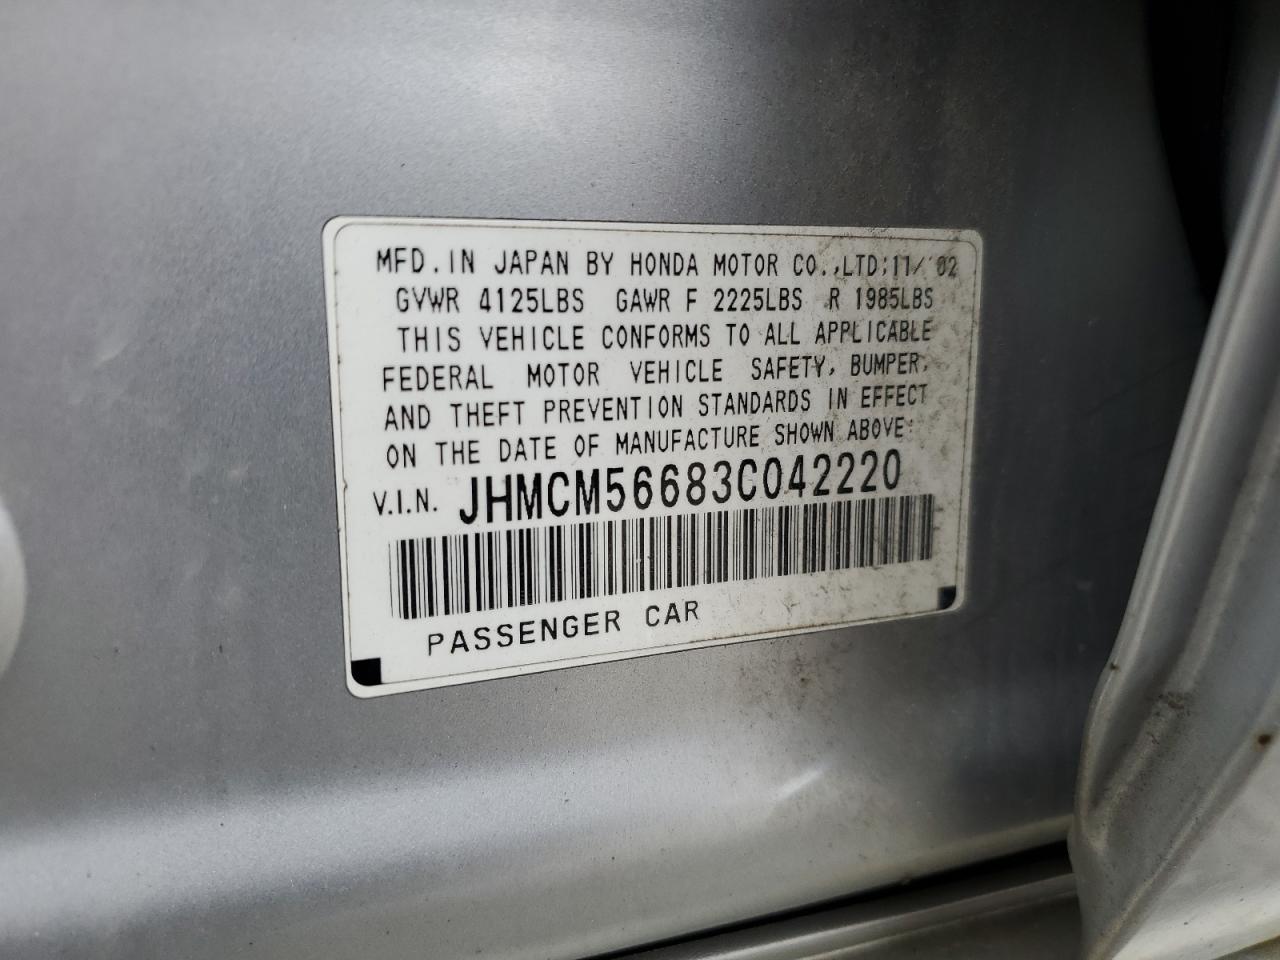 MFD. IN JAPAN BY HONDA MOTOR CO., LTD; 11/'02
GVWR 4125LBS GAWR F 2225LBS R 1985LBS
THIS VEHICLE CONFORMS TO ALL APPLICABLE
FEDERAL MOTOR VEHICLE SAFETY, BUMPER,
AND THEFT PREVENTION STANDARDS IN EFFECT
ON THE DATE OF MANUFACTURE SHOWN ABOVE:
V.I.N. JHMCM56683C042220
PASSENGER CAR